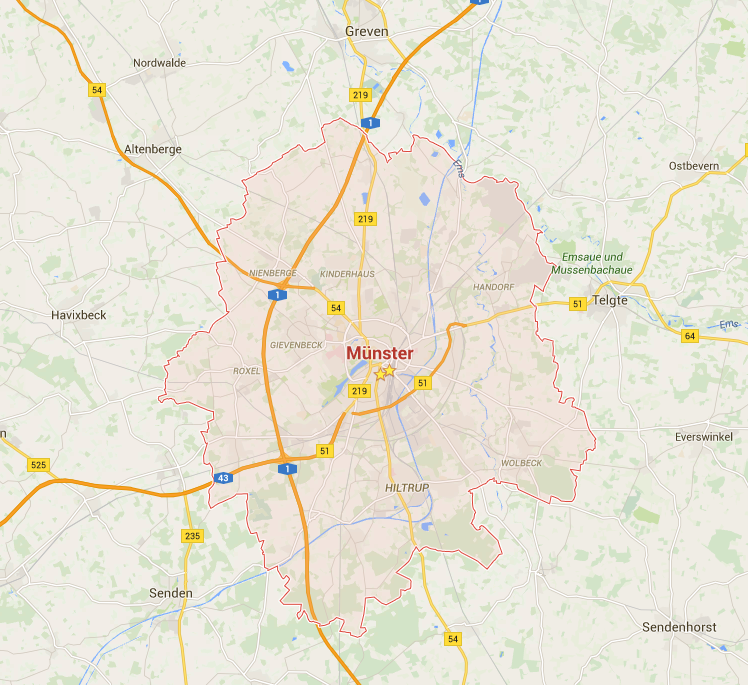 Greven
Nordwalde
54
219
1
Altenberge
Ems
Ostbevern
219
Emsaue und
Mussenbachaue
NIENBERGE
KINDERHAUS
HANDORF
1
51
Telgte
54
Havixbeck
Ems
64
GIEVENBECK
Münster
ROXEL
51
219
Everswinkel
n
51
525
1
WOLBECK
43
HILTRUP
235
Senden
Sendenhorst
54